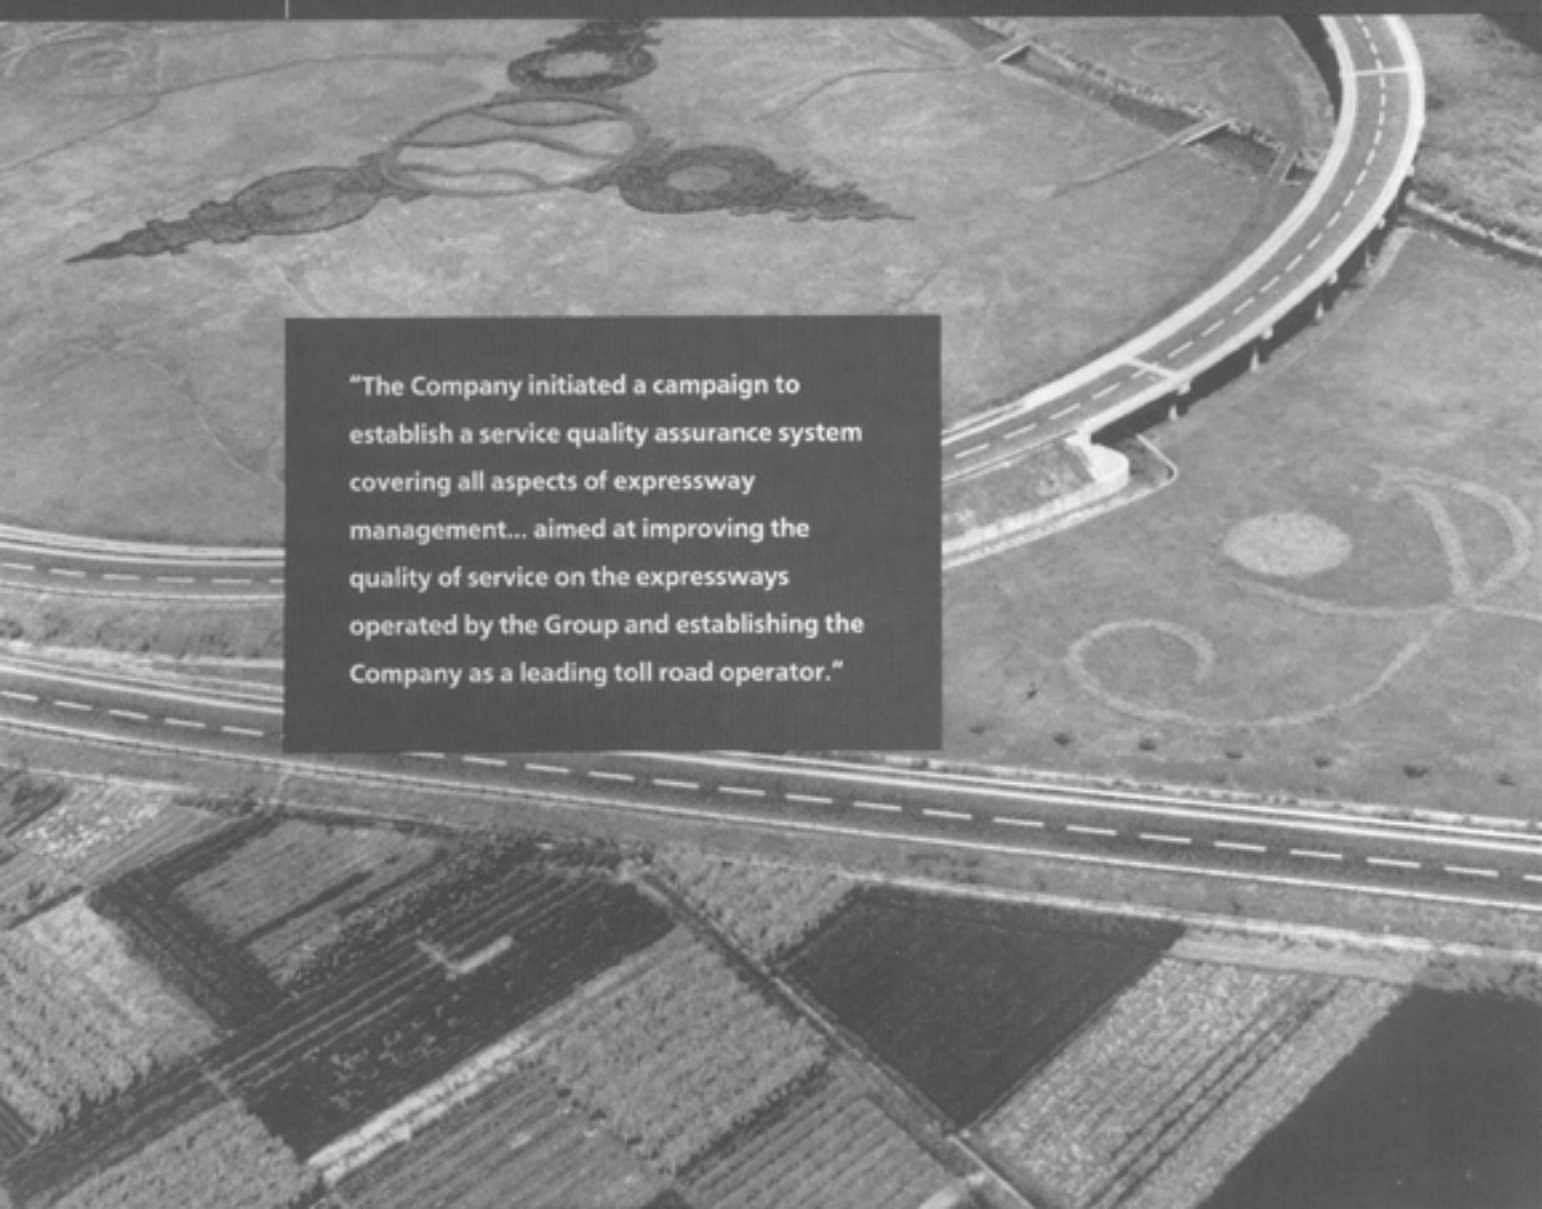 “The Company initiated a campaign to
establish a service quality assurance system
covering all aspects of expressway
management... aimed at improving the
quality of service on the expressways
operated by the Group and establishing the
Company as a leading toll road operator.”